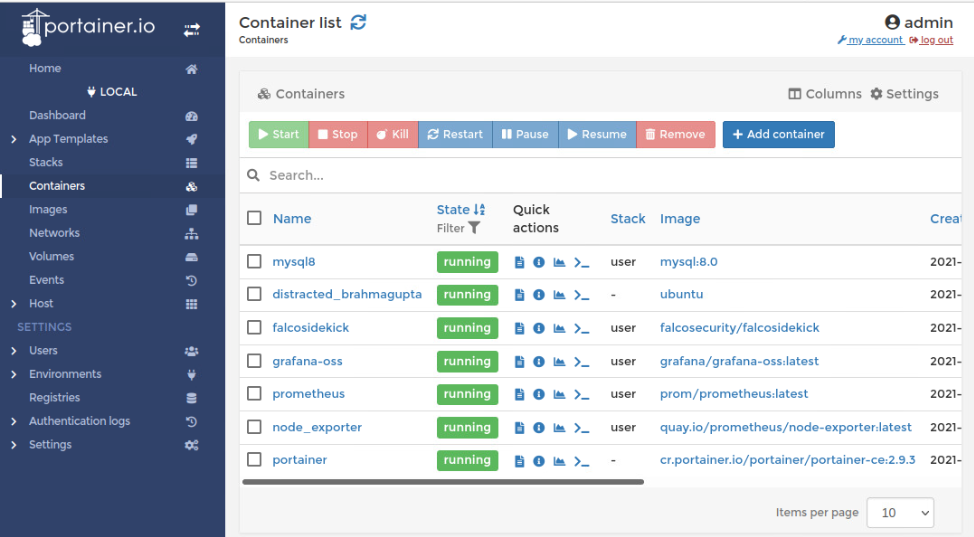 portainer.io
Container list
admin
Containers
my account log out
Home
LOCAL
Dashboard
App Templates
Stacks
Containers
Images
Networks
Volumes
Events
Host
SETTINGS
Users
Environments
Registries
Authentication logs
Settings
Containers
Columns Settings
Start Stop Kill Restart Pause Resume Remove + Add container
Search...
Name State Filter Quick actions Stack Image Creat
mysql8 running user mysql:8.0 2021-
distracted_brahmagupta running - ubuntu 2021-
falcosidekick running user falcosecurity/falcosidekick 2021-
grafana-oss running user grafana/grafana-oss:latest 2021-
prometheus running user prom/prometheus:latest 2021-
node_exporter running user quay.io/prometheus/node-exporter:latest 2021-
portainer running - cr.portainer.io/portainer/portainer-ce:2.9.3 2021-
Items per page 10